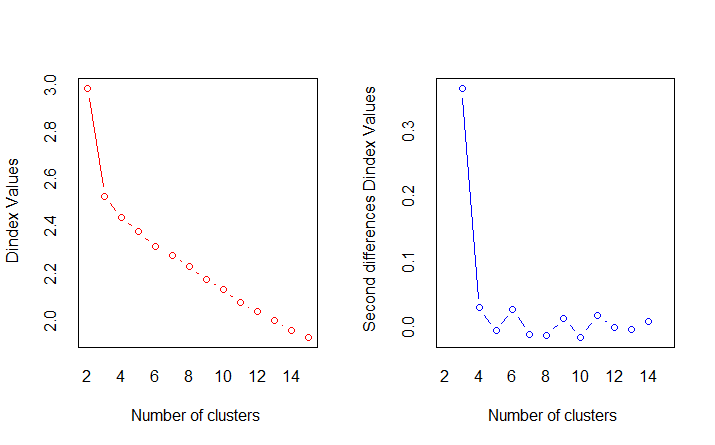 Dindex Values
3.0
2.8
2.6
2.4
2.2
2.0
2 4 6 8 10 12 14
Number of clusters
Second differences Dindex Values
0.3
0.2
0.1
0.0
2 4 6 8 10 12 14
Number of clusters